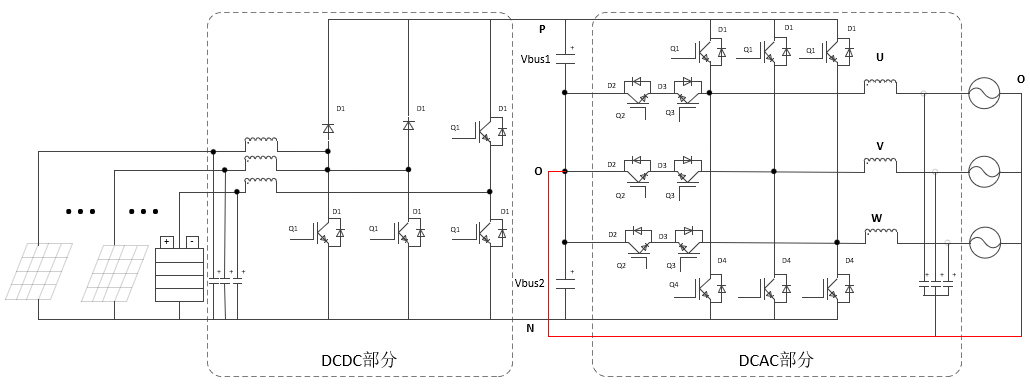 P
D1 D1 D1
Q1 Q1 Q1
Vbus1
U
O
D2 D3
Q2 Q3
D1 D1 D1
Q1
V
O
D2 D3
Q2 Q3
D1 D1 D1
Q1 Q1 Q1
W
D2 D3
Q2 Q3
+ -
D4 D4 D4
Q4
Vbus2
+ + +
+ + +
+
+
N
DCDC部分
DCAC部分